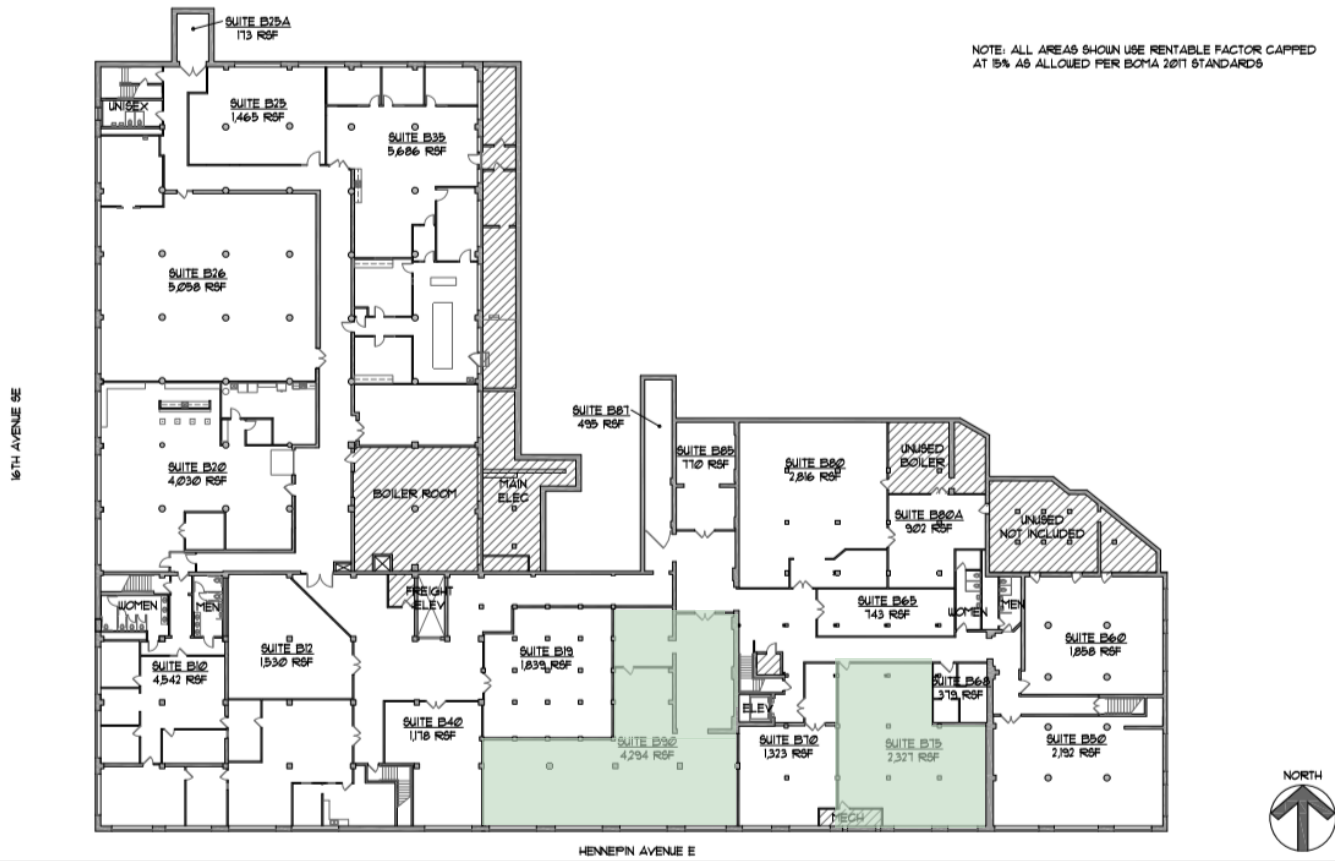 SUITE B25A
173 RSF
NOTE: ALL AREAS SHOWN USE RENTABLE FACTOR CAPPED
AT 15% AS ALLOWED PER BOMA 2017 STANDARDS
UNISEX
SUITE B25
1,465 RSF
SUITE B35
5,686 RSF
SUITE B26
5,058 RSF
16TH AVENUE SE
SUITE B20
4,030 RSF
BOILER ROOM
MAIN
ELEC
SUITE B87
495 RSF
SUITE B85
770 RSF
SUITE B80
2,816 RSF
UNUSED
BOILER
SUITE B80A
902 RSF
UNUSED
NOT INCLUDED
WOMEN
MEN
FREIGHT
ELEV
SUITE B12
1,530 RSF
SUITE B10
4,542 RSF
SUITE B19
1,839 RSF
SUITE B65
743 RSF
WOMEN
MEN
SUITE B60
1,858 RSF
SUITE B68
379 RSF
ELEV
SUITE B40
1,178 RSF
SUITE B90
4,294 RSF
SUITE B70
1,323 RSF
SUITE B75
2,327 RSF
SUITE B50
2,192 RSF
MECH
HENNEPIN AVENUE E
NORTH